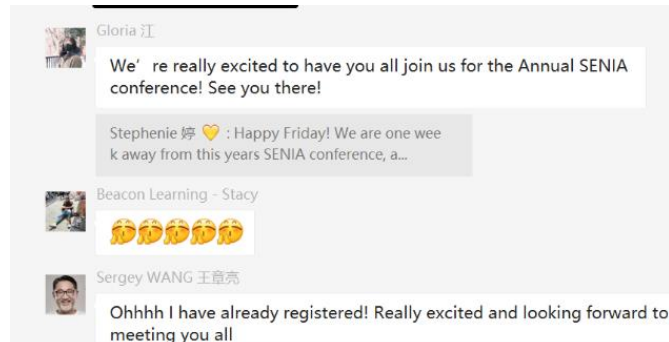 Gloria 江
We're really excited to have you all join us for the Annual SENIA
conference! See you there!
Stephenie 婷 💛 : Happy Friday! We are one wee
k away from this years SENIA conference, a...
Beacon Learning - Stacy
Sergey WANG 王章亮
Ohhhh I have already registered! Really excited and looking forward to
meeting you all